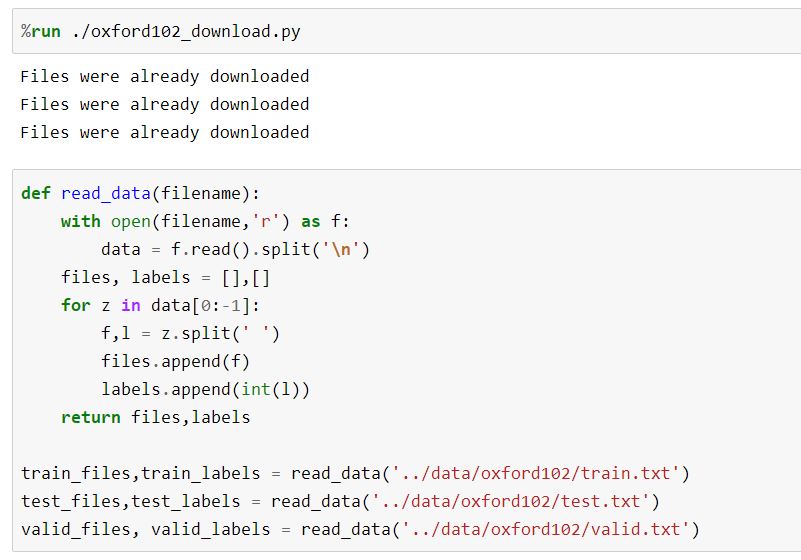 %run ./oxford102_download.py
Files were already downloaded
Files were already downloaded
Files were already downloaded
def read_data(filename):
    with open(filename,'r') as f:
        data = f.read().split('\n')
    files, labels = [],[]
    for z in data[0:-1]:
        f,l = z.split(' ')
        files.append(f)
        labels.append(int(l))
    return files,labels
train_files,train_labels = read_data('../data/oxford102/train.txt')
test_files,test_labels = read_data('../data/oxford102/test.txt')
valid_files, valid_labels = read_data('../data/oxford102/valid.txt')